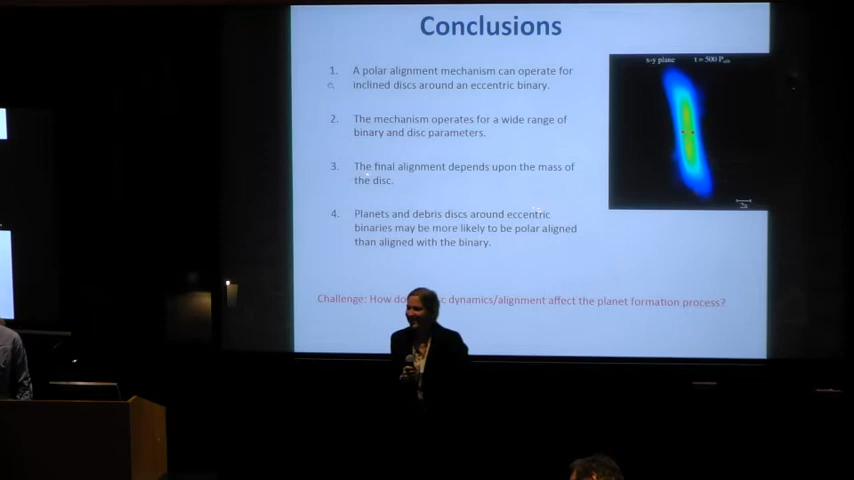 Conclusions
x-y plane t = 500 P
1. A polar alignment mechanism can operate for
inclined discs around an eccentric binary.
2. The mechanism operates for a wide range of
binary and disc parameters.
3. The final alignment depends upon the mass of
the disc.
4. Planets and debris discs around eccentric
binaries may be more likely to be polar aligned
than aligned with the binary.
Challenge: How dynamics/alignment affect the planet formation process?